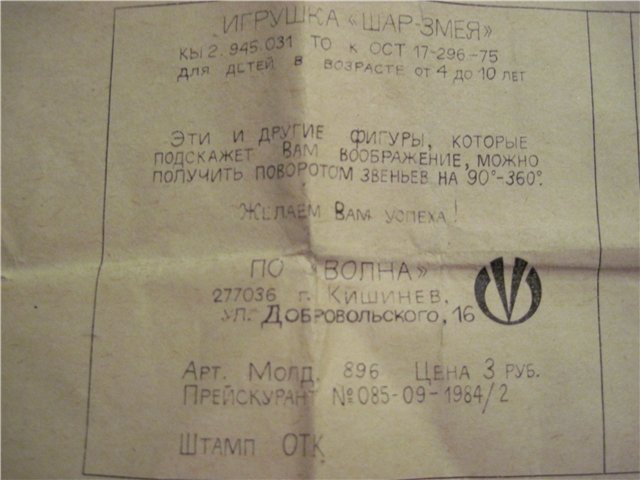 ИГРУШКА «ШАР-ЗМЕЯ»
КЫ 2.945.031 ТО к ОСТ 17-296-75
ДЛЯ ДЕТЕЙ В ВОЗРАСТЕ ОТ 4 ДО 10 ЛЕТ
ЭТИ И ДРУГИЕ ФИГУРЫ, КОТОРЫЕ
ПОДСКАЖЕТ ВАМ ВООБРАЖЕНИЕ, МОЖНО
ПОЛУЧИТЬ ПОВОРОТОМ ЗВЕНЬЕВ НА 90°-360°.
ЖЕЛАЕМ ВАМ УСПЕХА!
ПО «ВОЛНА»
277036 г. КИШИНЕВ,
УЛ. ДОБРОВОЛЬСКОГО, 16
АРТ. МОЛД. 896 ЦЕНА 3 РУБ.
ПРЕЙСКУРАНТ №085-09-1984/2
ШТАМП ОТК